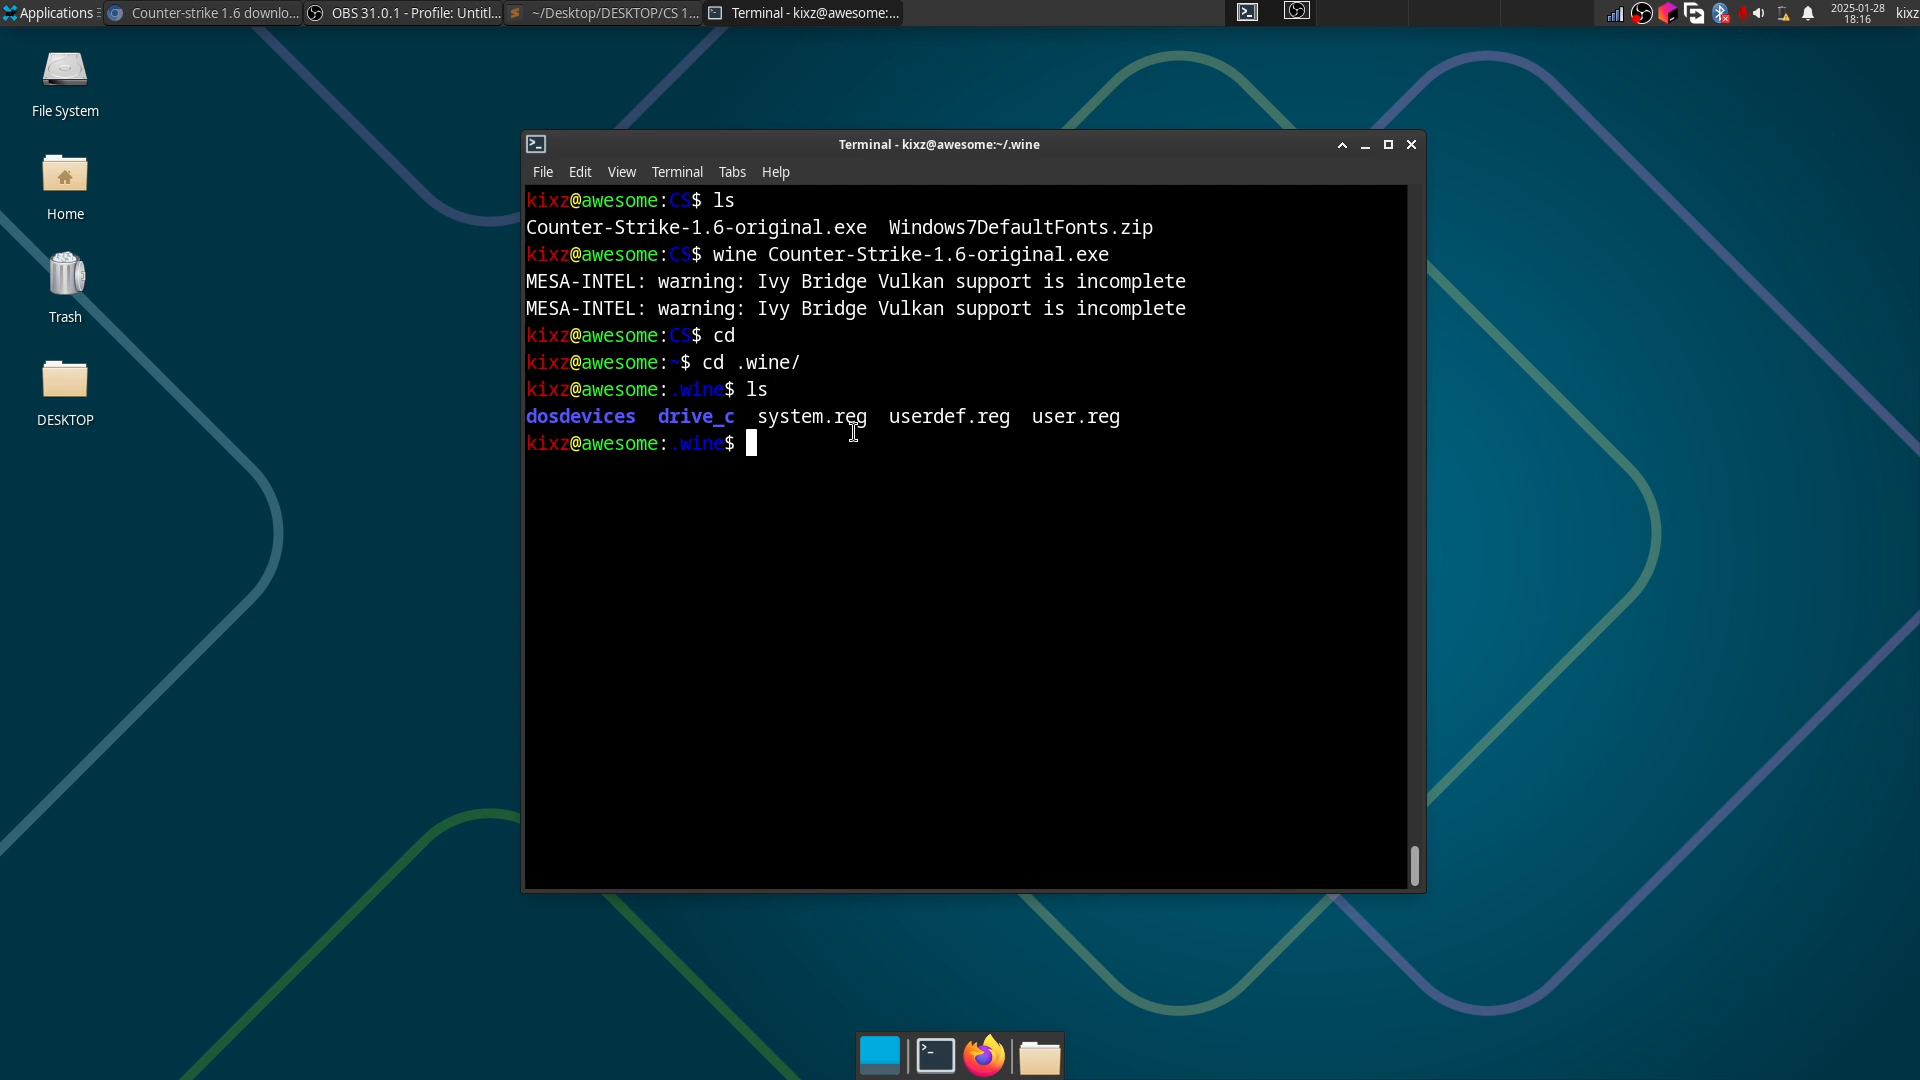 Applications
Counter-strike 1.6 downlo...
OBS 31.0.1 - Profile: Untitl...
~/Desktop/DESKTOP/CS 1...
Terminal - kixz@awesome:...
2025-01-28
18:16
kixz
File System
Home
Trash
DESKTOP
Terminal - kixz@awesome:~/.wine
File Edit View Terminal Tabs Help
kixz@awesome:CS$ ls
Counter-Strike-1.6-original.exe  Windows7DefaultFonts.zip
kixz@awesome:CS$ wine Counter-Strike-1.6-original.exe
MESA-INTEL: warning: Ivy Bridge Vulkan support is incomplete
MESA-INTEL: warning: Ivy Bridge Vulkan support is incomplete
kixz@awesome:CS$ cd
kixz@awesome:~$ cd .wine/
kixz@awesome:.wine$ ls
dosdevices  drive_c  system.reg  userdef.reg  user.reg
kixz@awesome:.wine$